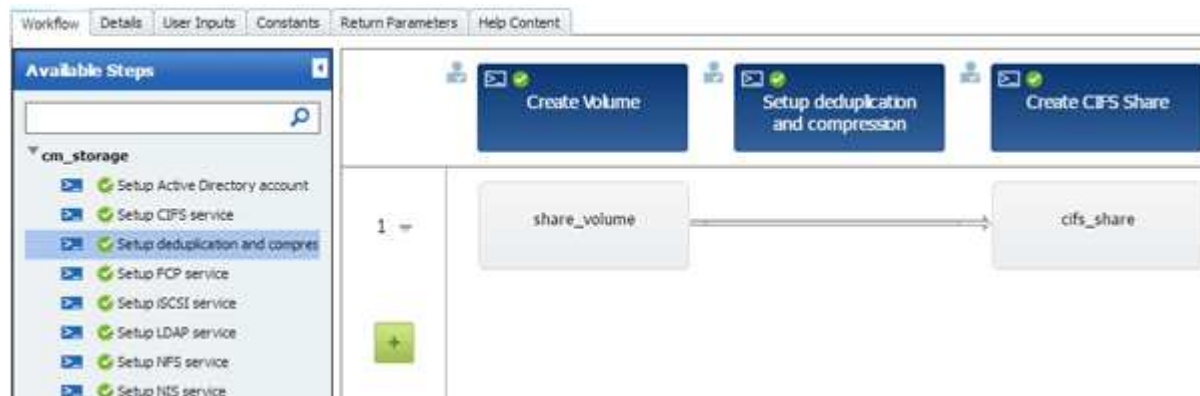 Workflow Details User Inputs Constants Return Parameters Help Content
Available Steps
Create Volume
Setup deduplication
and compression
Create CIFS Share
cm_storage
Setup Active Directory account
Setup CIFS service
Setup deduplication and compres
Setup FCP service
Setup iSCSI service
Setup LDAP service
Setup NFS service
Setup NIS service
1
share_volume
cifs_share
+